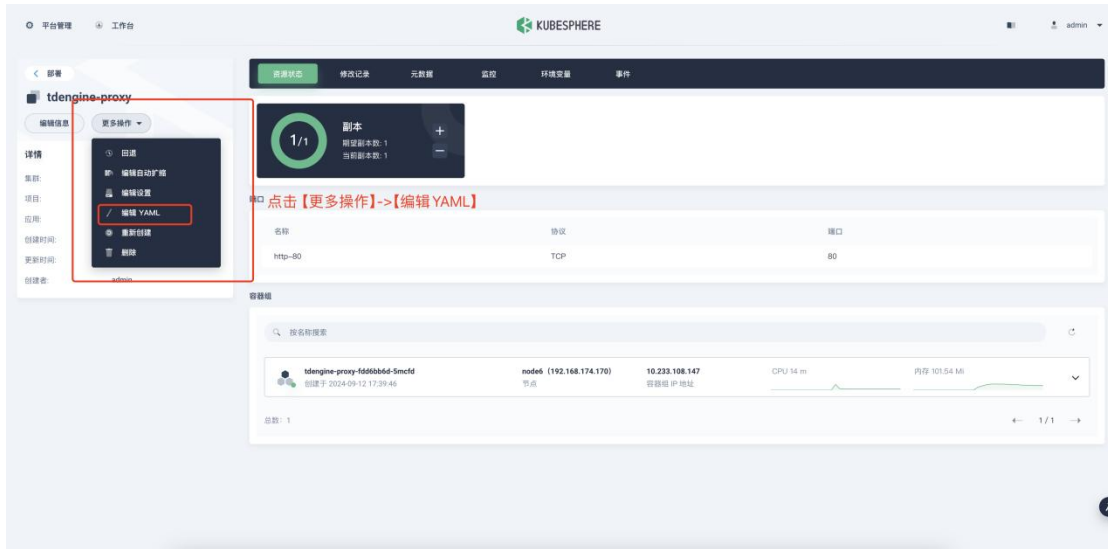 平台管理 工作台 KUBESPHERE admin
部署
tdengine-proxy
编辑信息 更多操作
回退
编辑自动扩缩
编辑设置
编辑 YAML
重新创建
删除
详情
集群:
项目:
应用:
创建时间:
更新时间:
创建者: admin
资源状态 修改记录 元数据 监控 环境变量 事件
1/1
副本
期望副本数: 1
当前副本数: 1
端口
点击【更多操作】->【编辑 YAML】
名称 协议 端口
http-80 TCP 80
容器组
按名称搜索
tdengine-proxy-fdd6bb6d-5mcfd node6 (192.168.174.170) 10.233.108.147 CPU 14 m 内存 101.54 Mi
创建于 2024-09-12 17:39:46 节点 容器组 IP 地址
总数: 1 1 / 1